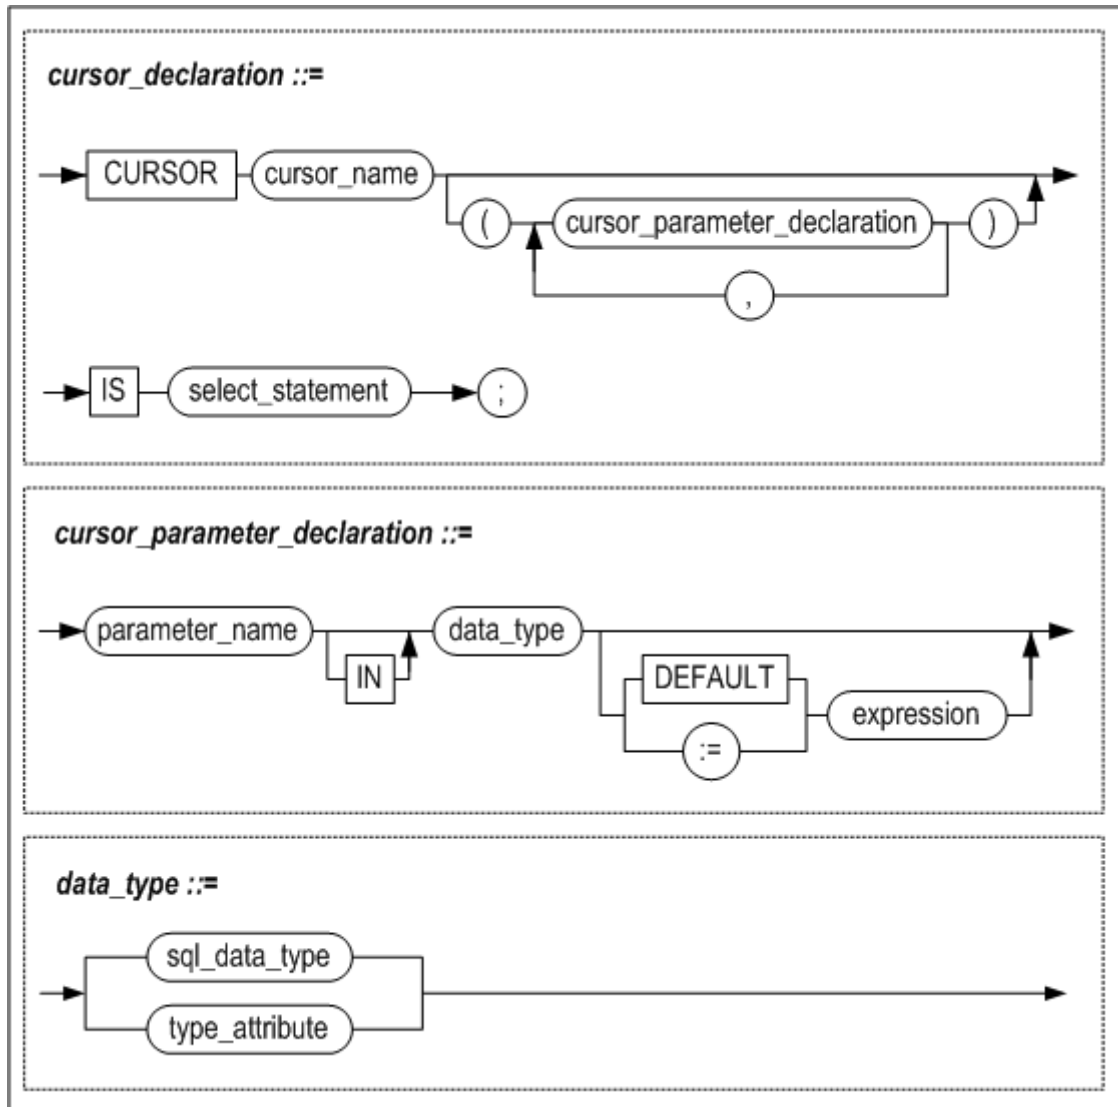 cursor_declaration ::=
CURSOR cursor_name
( cursor_parameter_declaration )
,
IS select_statement ;
cursor_parameter_declaration ::=
parameter_name data_type
IN DEFAULT
expression
:=
data_type ::=
sql_data_type
type_attribute